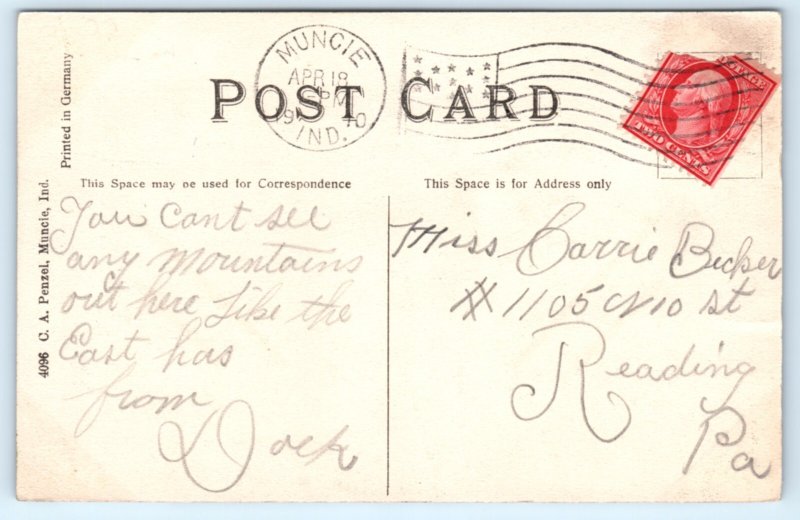 POST CARD
MUNCIE
APR 18
PM
1910
IND.
TWO CENTS
Printed in Germany
4096 C. A. Penzel, Muncie, Ind.
This Space may be used for Correspondence
This Space is for Address only
You Cant see
any Mountains
out here Like the
East has
from
Dock
Miss Carrie Becker
# 1105 N 10 St
Reading
Pa